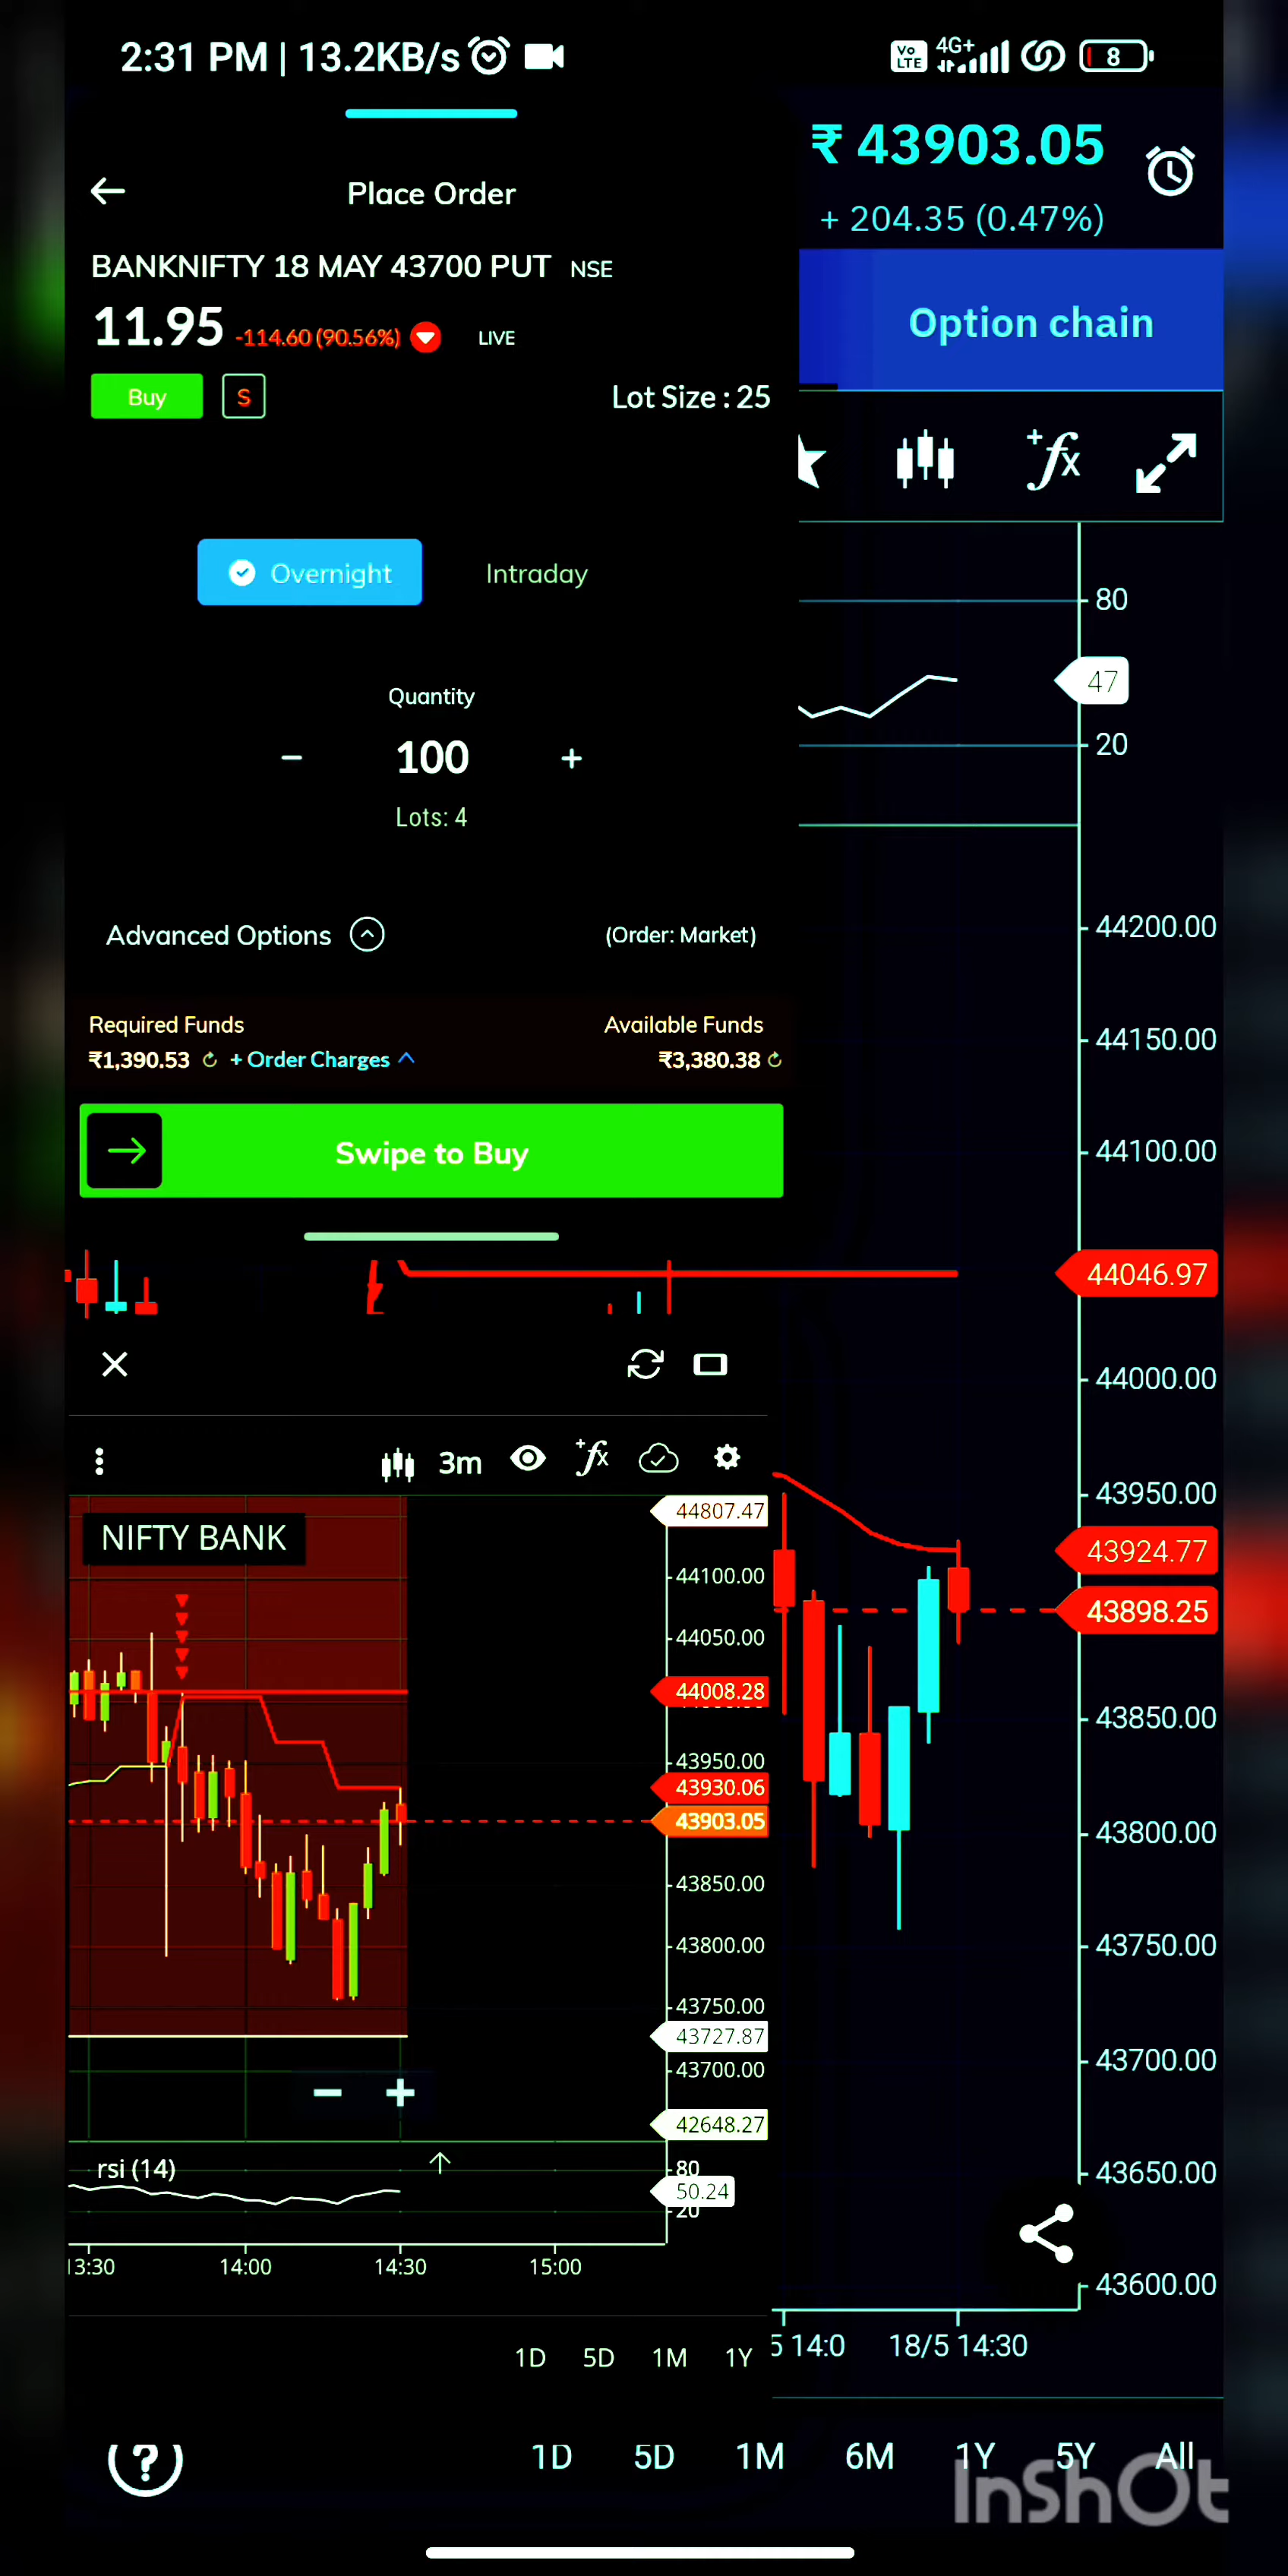 2:31 PM | 13.2KB/s
Vo LTE 4G+ 8
₹ 43903.05
+ 204.35 (0.47%)
Place Order
BANKNIFTY 18 MAY 43700 PUT NSE
11.95 -114.60 (90.56%) LIVE
Buy S Lot Size : 25
Option chain
+fx
Overnight Intraday
80
47
20
Quantity
- 100 +
Lots: 4
Advanced Options (Order: Market)
Required Funds Available Funds
₹1,390.53 + Order Charges ₹3,380.38
Swipe to Buy
44200.00
44150.00
44100.00
44046.97
44000.00
43950.00
43924.77
43898.25
43850.00
43800.00
43750.00
43700.00
43650.00
43600.00
5 14:0 18/5 14:30
3m +fx
NIFTY BANK
44807.47
44100.00
44050.00
44008.28
43950.00
43930.06
43903.05
43850.00
43800.00
43750.00
43727.87
43700.00
42648.27
- +
rsi (14)
80
50.24
20
13:30 14:00 14:30 15:00
1D 5D 1M 1Y
? 1D 5D 1M 6M 1Y 5Y All
InShOt